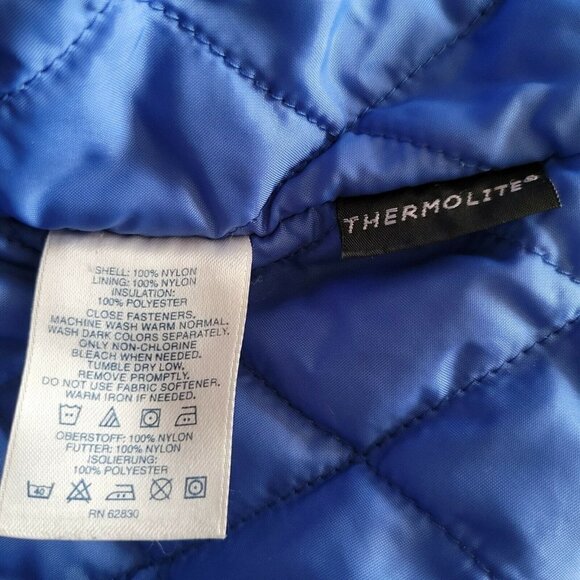 THERMOLITE®
SHELL: 100% NYLON
LINING: 100% NYLON
INSULATION:
100% POLYESTER
CLOSE FASTENERS.
MACHINE WASH WARM NORMAL.
WASH DARK COLORS SEPARATELY.
ONLY NON-CHLORINE
BLEACH WHEN NEEDED.
TUMBLE DRY LOW.
REMOVE PROMPTLY.
DO NOT USE FABRIC SOFTENER.
WARM IRON IF NEEDED.
OBERSTOFF: 100% NYLON
FUTTER: 100% NYLON
ISOLIERUNG:
100% POLYESTER
40
RN 62830